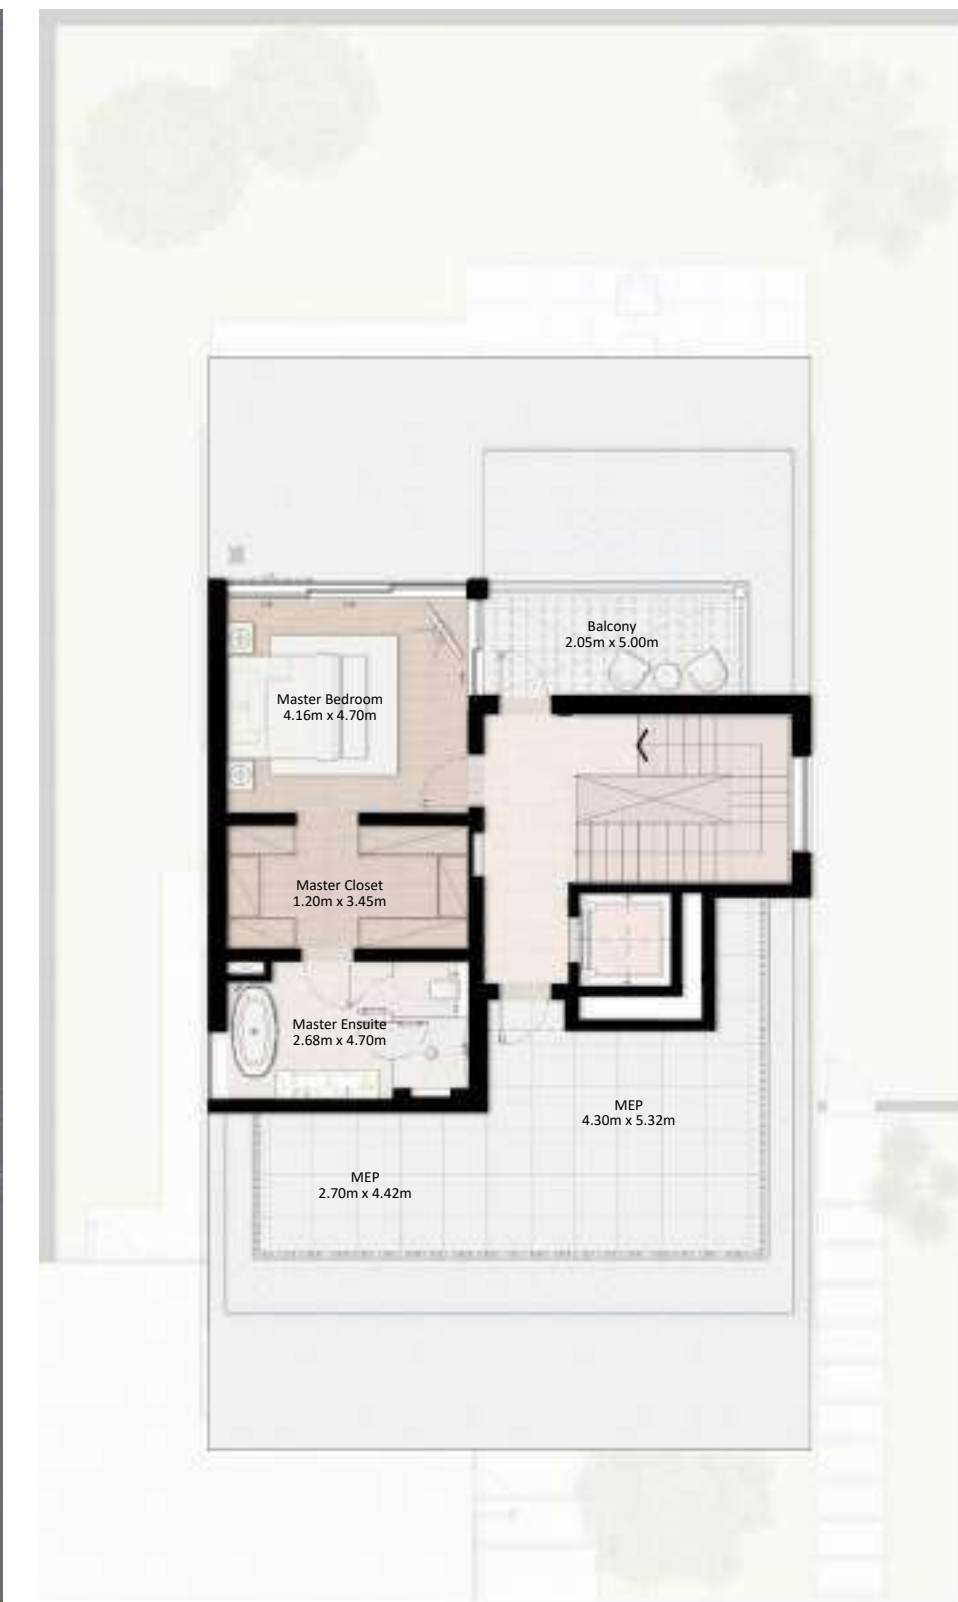 Balcony
2.05m x 5.00m
Master Bedroom
4.16m x 4.70m
Master Closet
1.20m x 3.45m
Master Ensuite
2.68m x 4.70m
MEP
4.30m x 5.32m
MEP
2.70m x 4.42m